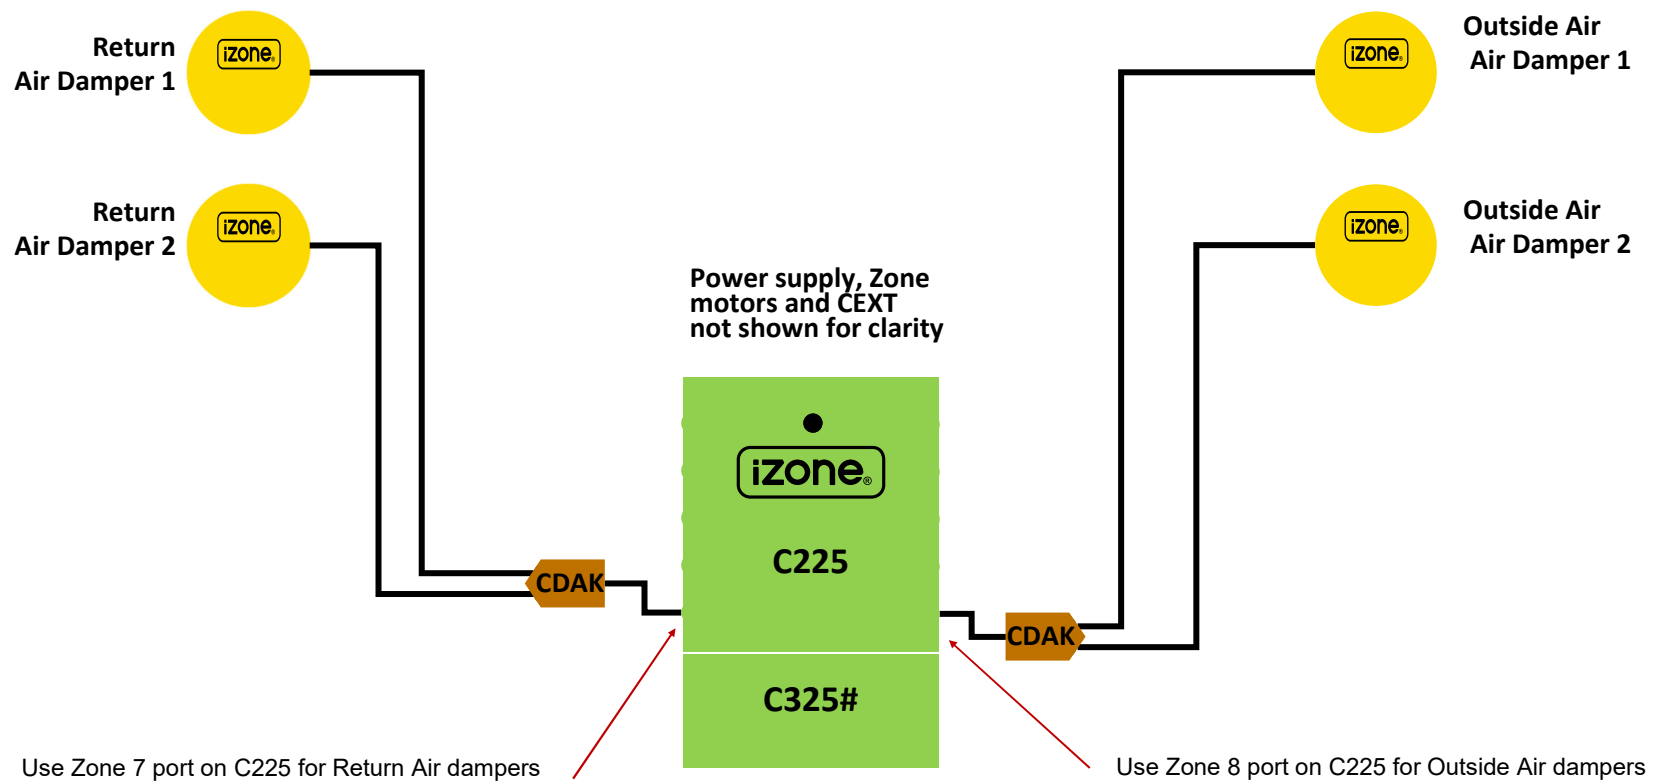 Return
Air Damper 1
iZone®
iZone®
Outside Air
Air Damper 1
Return
Air Damper 2
iZone®
iZone®
Outside Air
Air Damper 2
Power supply, Zone
motors and CEXT
not shown for clarity
iZone®
C225
CDAK
CDAK
C325#
Use Zone 7 port on C225 for Return Air dampers
Use Zone 8 port on C225 for Outside Air dampers